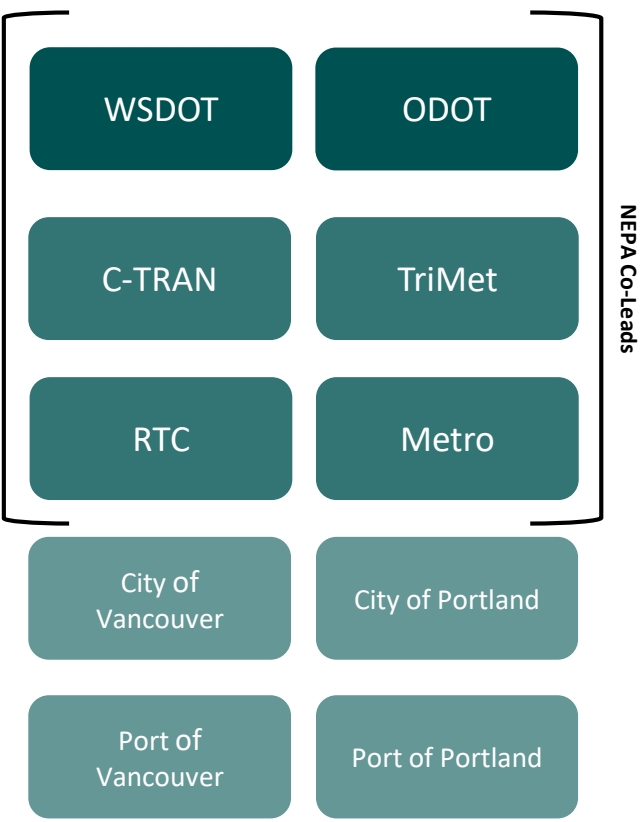 WSDOT
ODOT
C-TRAN
TriMet
RTC
Metro
NEPA Co-Leads
City of
Vancouver
City of Portland
Port of
Vancouver
Port of Portland